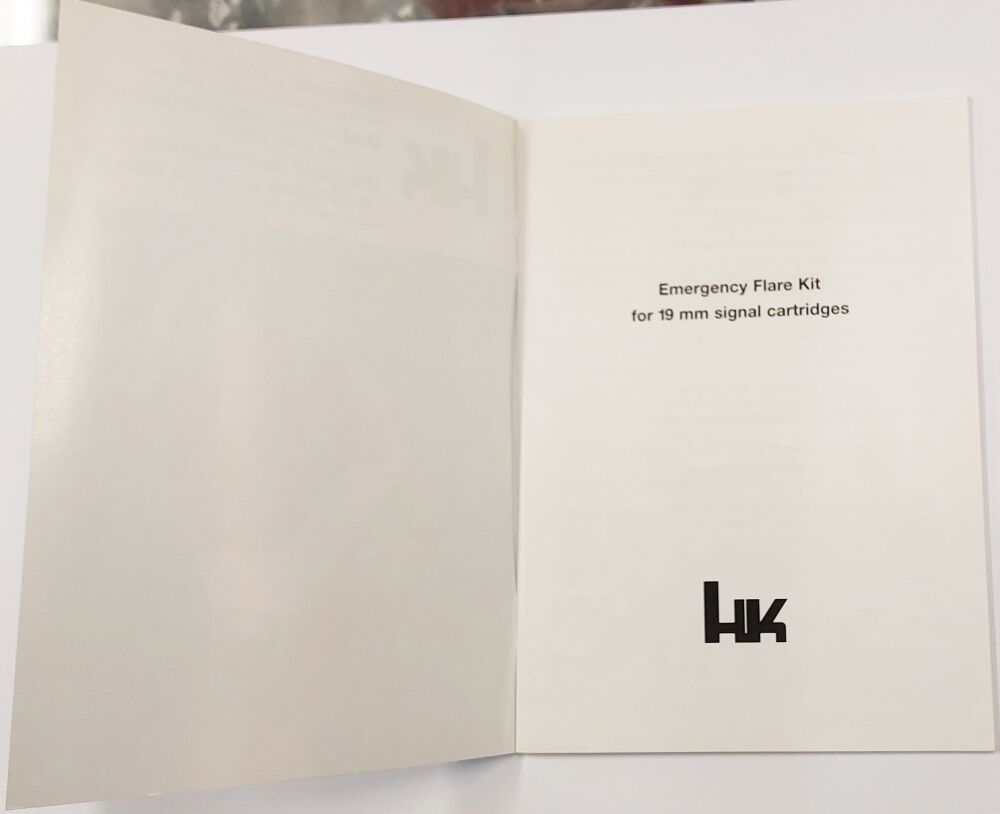 Emergency Flare Kit
for 19 mm signal cartridges
HK